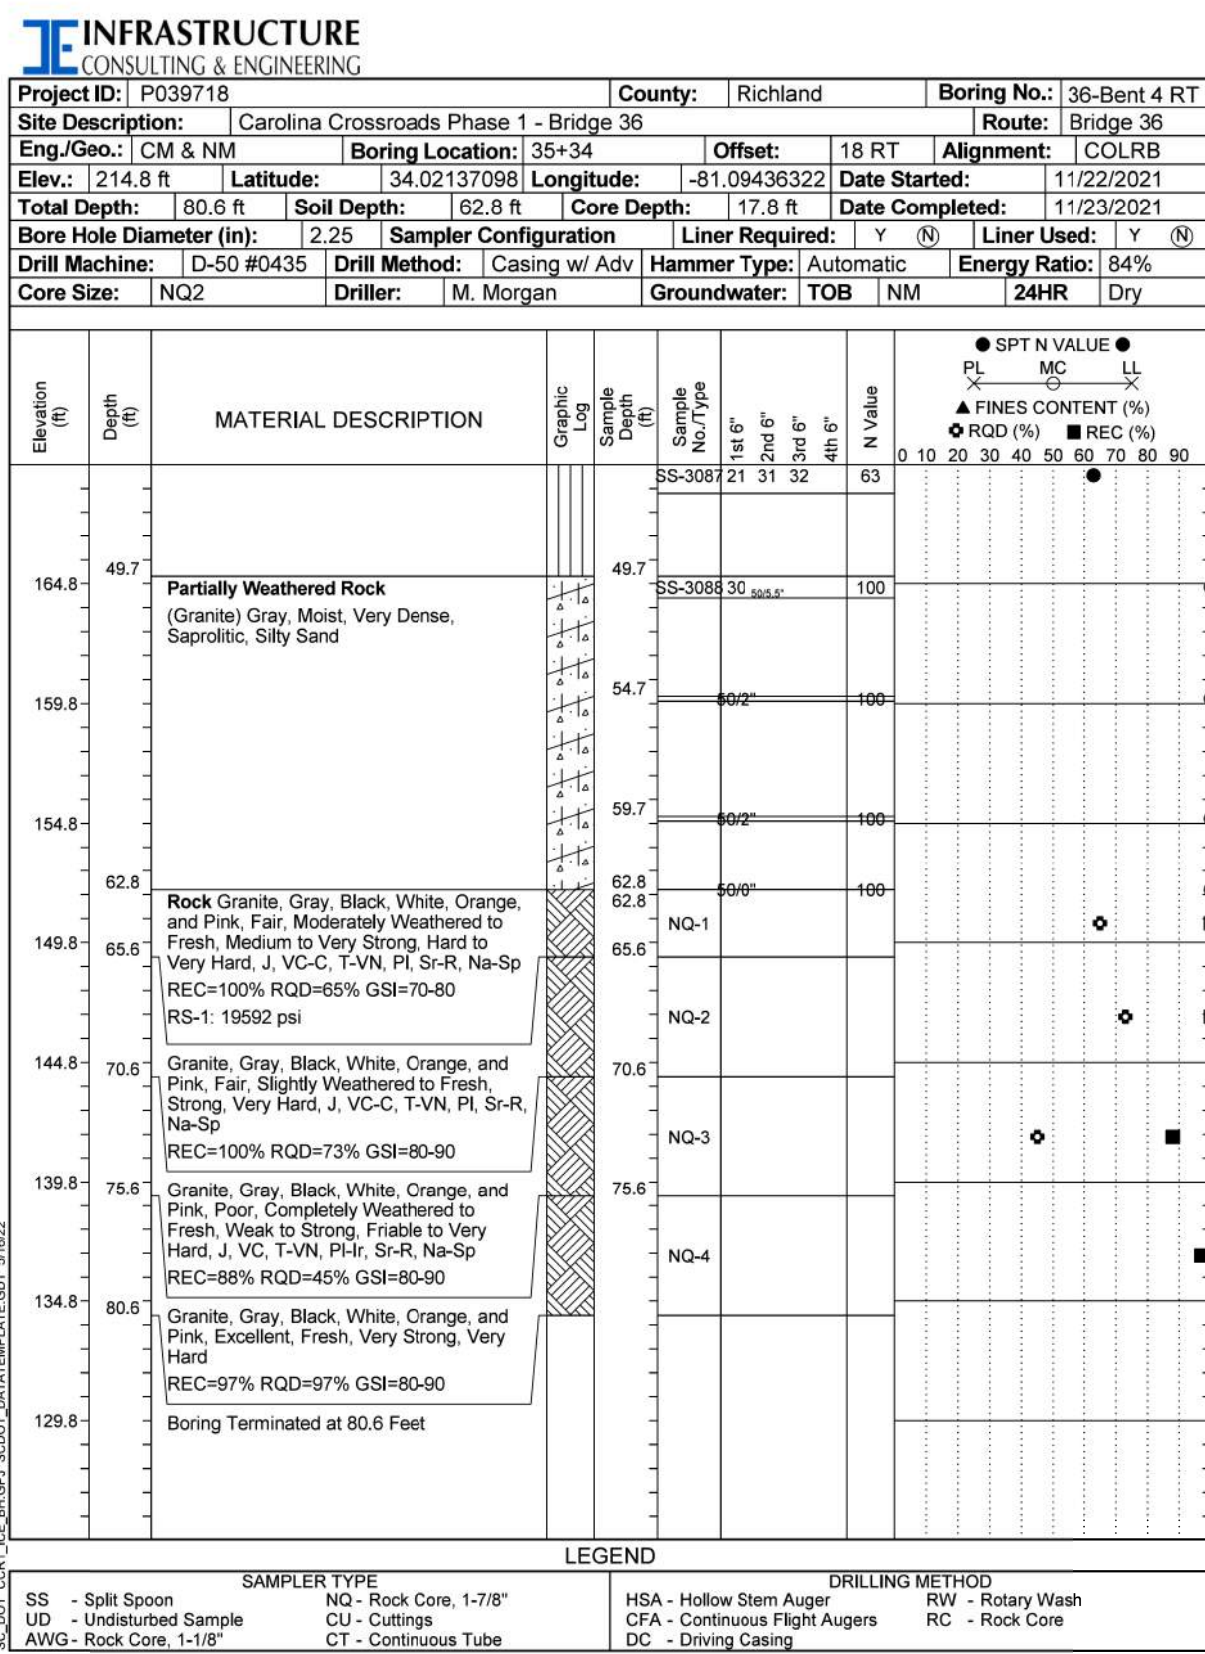 INFRASTRUCTURE
CONSULTING & ENGINEERING
Project ID: P039718 County: Richland Boring No.: 36-Bent 4 RT
Site Description: Carolina Crossroads Phase 1 - Bridge 36 Route: Bridge 36
Eng./Geo.: CM & NM Boring Location: 35+34 Offset: 18 RT Alignment: COLRB
Elev.: 214.8 ft Latitude: 34.02137098 Longitude: -81.09436322 Date Started: 11/22/2021
Total Depth: 80.6 ft Soil Depth: 62.8 ft Core Depth: 17.8 ft Date Completed: 11/23/2021
Bore Hole Diameter (in): 2.25 Sampler Configuration Liner Required: Y N Liner Used: Y N
Drill Machine: D-50 #0435 Drill Method: Casing w/ Adv Hammer Type: Automatic Energy Ratio: 84%
Core Size: NQ2 Driller: M. Morgan Groundwater: TOB NM 24HR Dry
Elevation (ft)
Depth (ft)
MATERIAL DESCRIPTION
Graphic Log
Sample Depth (ft)
Sample No./Type
1st 6"
2nd 6"
3rd 6"
4th 6"
N Value
● SPT N VALUE ●
PL MC LL
▲ FINES CONTENT (%)
RQD (%) ■ REC (%)
0 10 20 30 40 50 60 70 80 90
SS-3087 21 31 32 63
49.7 49.7
164.8 Partially Weathered Rock SS-3088 30 50/5.5" 100
(Granite) Gray, Moist, Very Dense,
Saprolitic, Silty Sand
54.7
159.8 50/2" 100
59.7
154.8 50/2" 100
62.8 62.8 50/0" 100
Rock Granite, Gray, Black, White, Orange, 62.8
and Pink, Fair, Moderately Weathered to NQ-1
149.8 65.6 Fresh, Medium to Very Strong, Hard to 65.6
Very Hard, J, VC-C, T-VN, Pl, Sr-R, Na-Sp
REC=100% RQD=65% GSI=70-80
RS-1: 19592 psi NQ-2
144.8 70.6 Granite, Gray, Black, White, Orange, and 70.6
Pink, Fair, Slightly Weathered to Fresh,
Strong, Very Hard, J, VC-C, T-VN, Pl, Sr-R,
Na-Sp NQ-3
REC=100% RQD=73% GSI=80-90
139.8 75.6 Granite, Gray, Black, White, Orange, and 75.6
Pink, Poor, Completely Weathered to
Fresh, Weak to Strong, Friable to Very
Hard, J, VC, T-VN, Pl-Ir, Sr-R, Na-Sp NQ-4
REC=88% RQD=45% GSI=80-90
134.8 80.6 Granite, Gray, Black, White, Orange, and
Pink, Excellent, Fresh, Very Strong, Very
Hard
REC=97% RQD=97% GSI=80-90
129.8 Boring Terminated at 80.6 Feet
LEGEND
SAMPLER TYPE DRILLING METHOD
SS - Split Spoon NQ - Rock Core, 1-7/8" HSA - Hollow Stem Auger RW - Rotary Wash
UD - Undisturbed Sample CU - Cuttings CFA - Continuous Flight Augers RC - Rock Core
AWG - Rock Core, 1-1/8" CT - Continuous Tube DC - Driving Casing